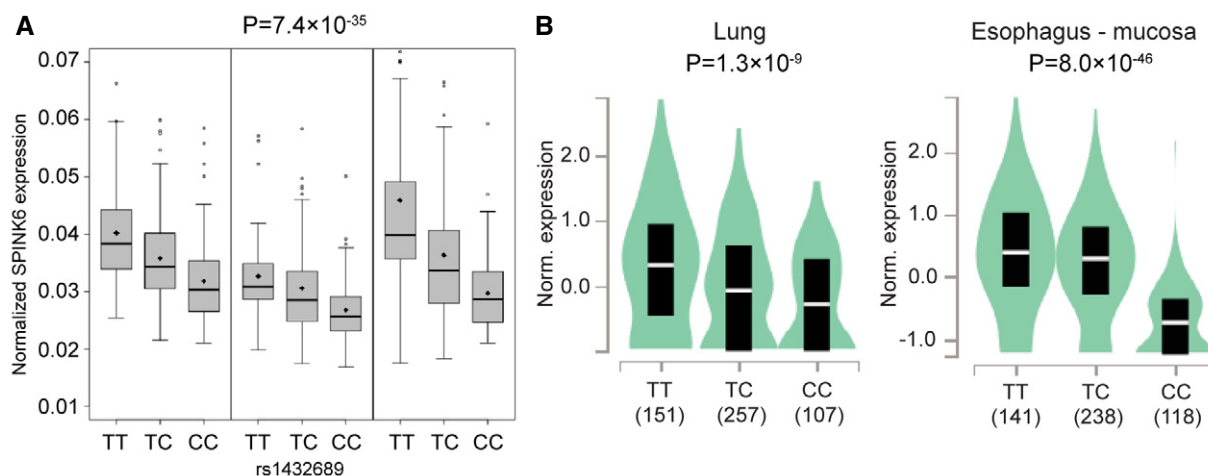 A
P=7.4×10-35
Normalized SPINK6 expression
0.07
0.06
0.05
0.04
0.03
0.02
0.01
TT TC CC TT TC CC TT TC CC
rs1432689
B
Lung
P=1.3×10-9
Norm. expression
2.0
1.0
0.0
TT TC CC
(151) (257) (107)
Esophagus - mucosa
P=8.0×10-46
Norm. expression
2.0
1.0
0.0
-1.0
TT TC CC
(141) (238) (118)